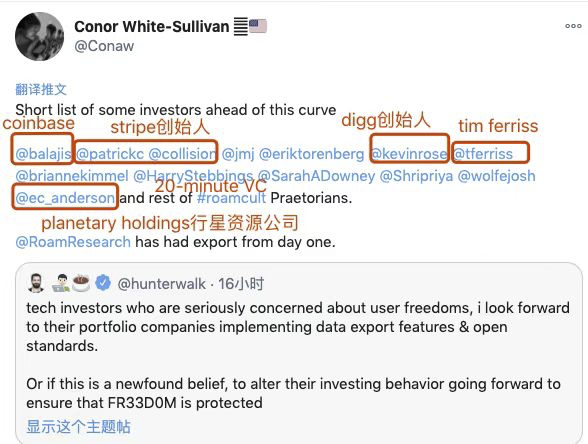 Conor White-Sullivan 𝌎🇺🇸
@Conaw
翻译推文
Short list of some investors ahead of this curve
coinbase
stripe创始人
digg创始人
tim ferriss
@balajis @patrickc @collision @jmj @eriktorenberg @kevinrose @tferriss
@briannekimmel @HarryStebbings @SarahADowney @Shripriya @wolfejosh
20-minute VC
@ec_anderson and rest of #roamcult Praetorians.
planetary holdings行星资源公司
@RoamResearch has had export from day one.
@hunterwalk · 16小时
tech investors who are seriously concerned about user freedoms, i look forward
to their portfolio companies implementing data export features & open
standards.
Or if this is a newfound belief, to alter their investing behavior going forward to
ensure that FR33D0M is protected
显示这个主题帖